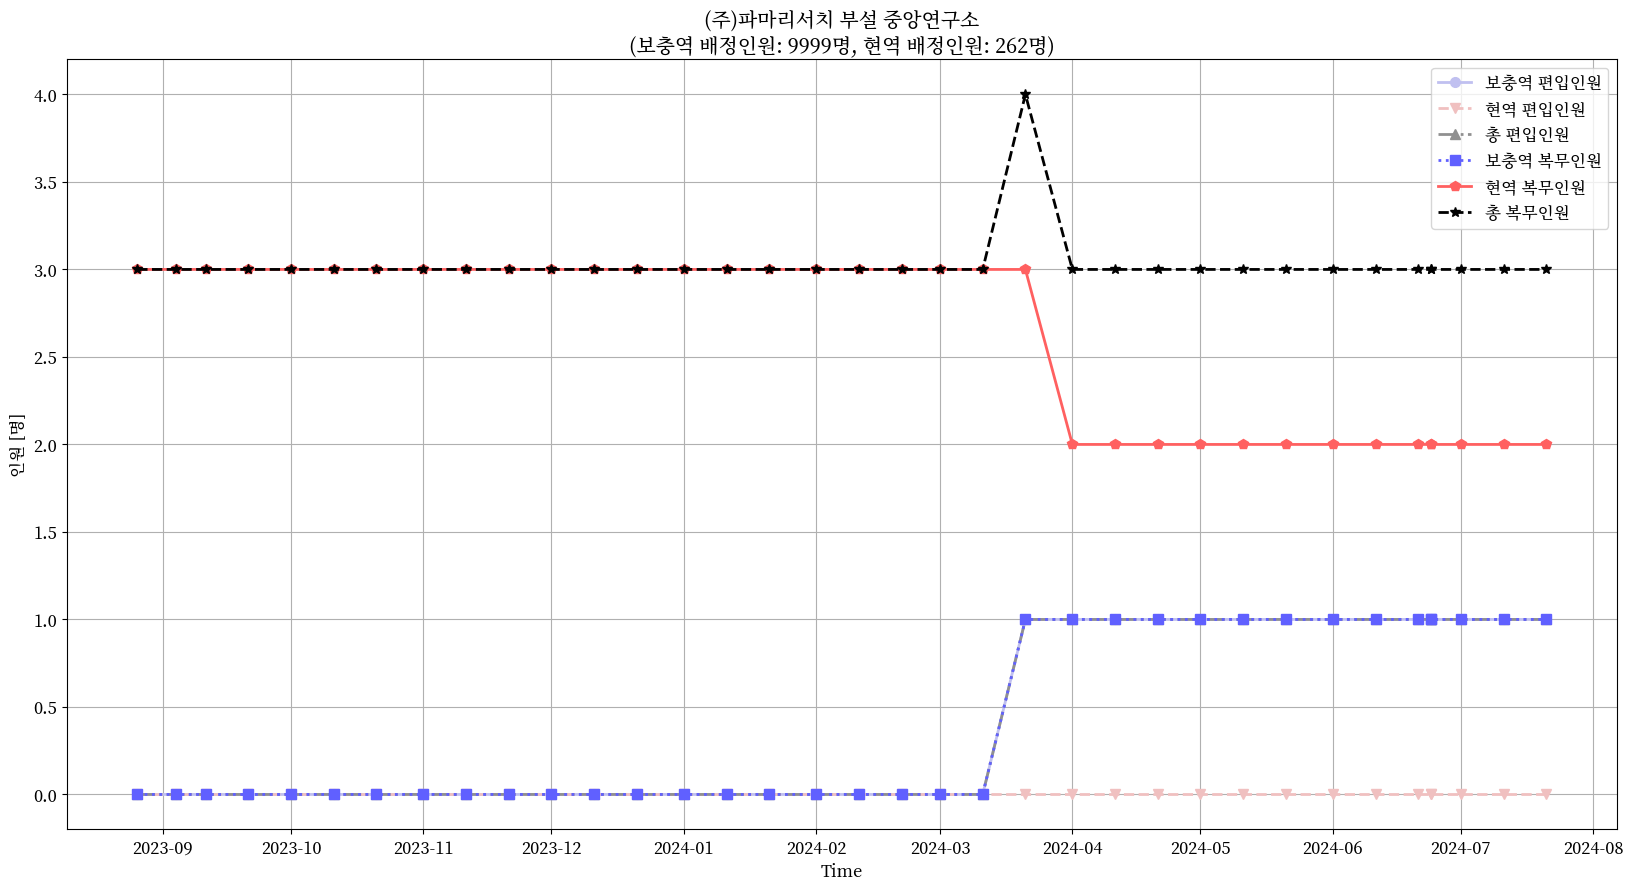 (주)파마리서치 부설 중앙연구소
(보충역 배정인원: 9999명, 현역 배정인원: 262명)
보충역 편입인원
현역 편입인원
총 편입인원
보충역 복무인원
현역 복무인원
총 복무인원
인원 [명]
4.0
3.5
3.0
2.5
2.0
1.5
1.0
0.5
0.0
2023-09 2023-10 2023-11 2023-12 2024-01 2024-02 2024-03 2024-04 2024-05 2024-06 2024-07 2024-08
Time